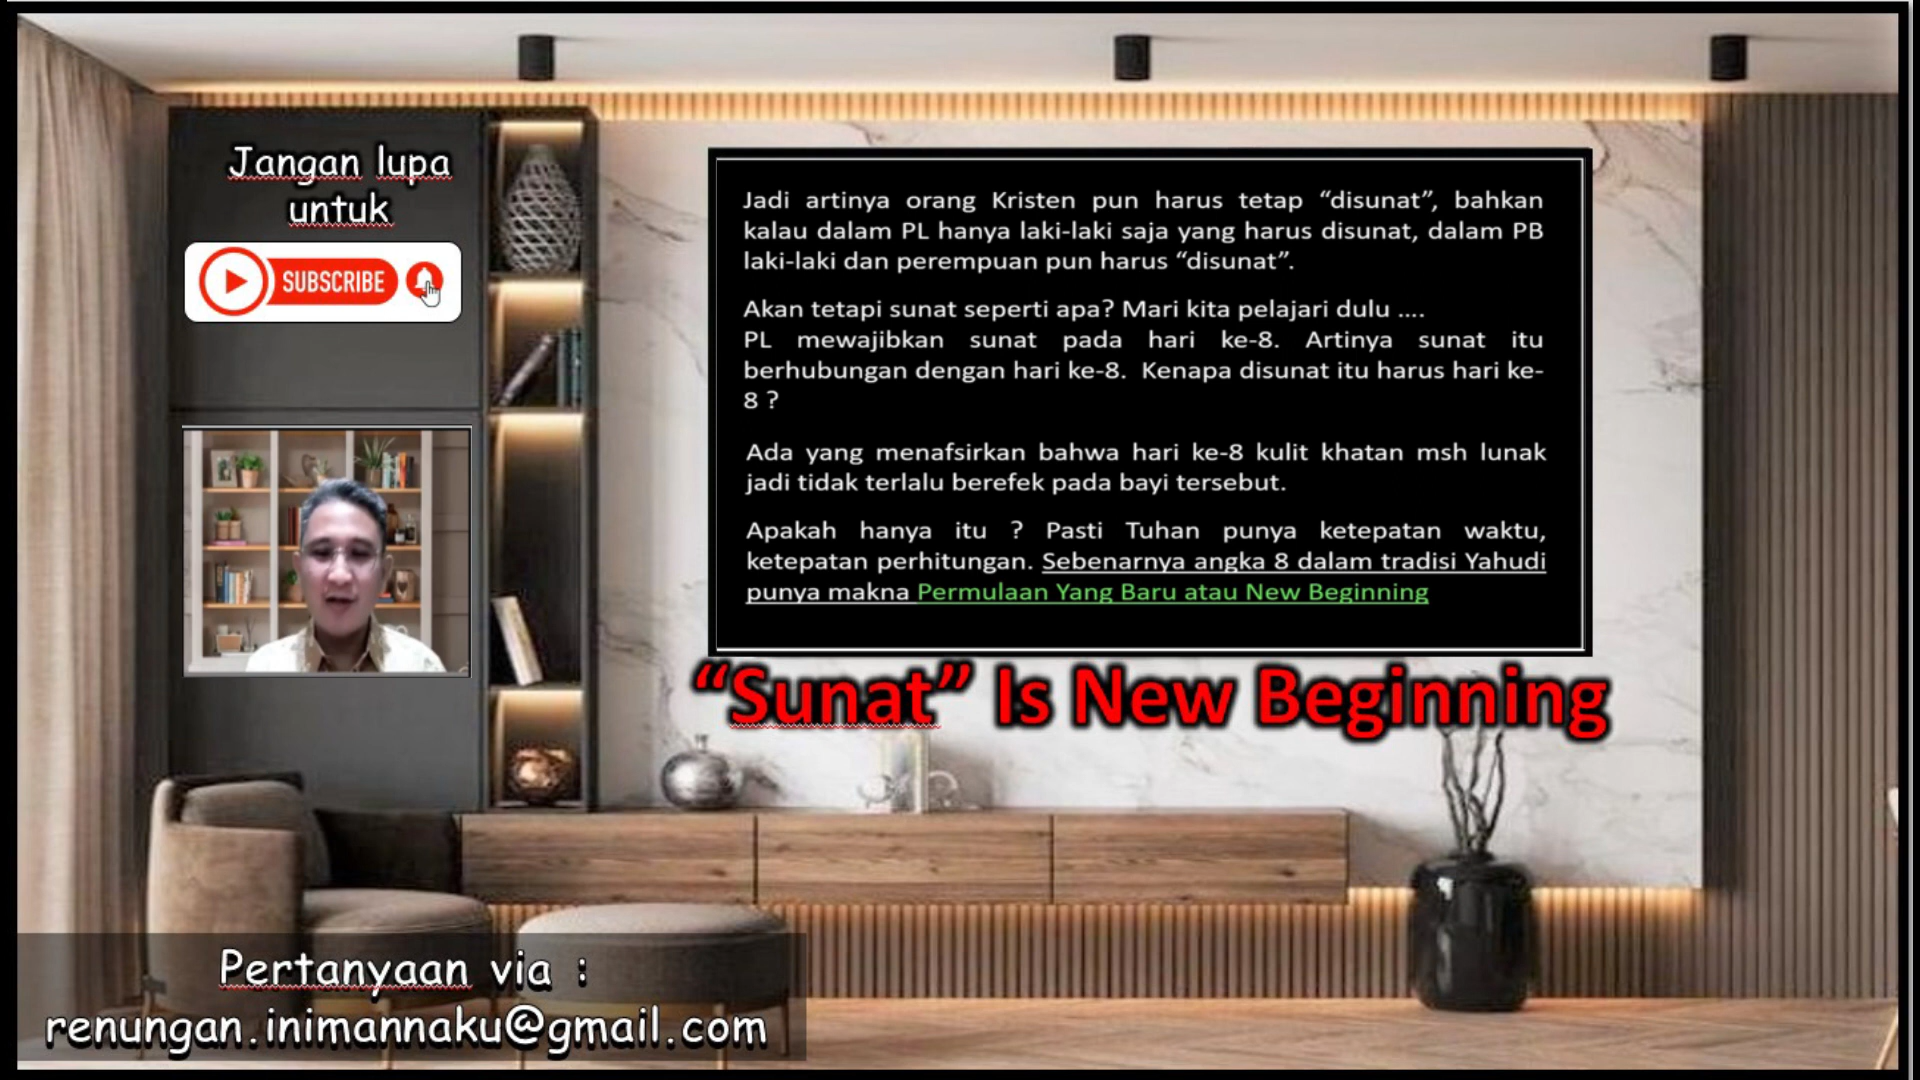 Jangan lupa
untuk
SUBSCRIBE
Jadi artinya orang Kristen pun harus tetap “disunat”, bahkan
kalau dalam PL hanya laki-laki saja yang harus disunat, dalam PB
laki-laki dan perempuan pun harus “disunat”.
Akan tetapi sunat seperti apa? Mari kita pelajari dulu ....
PL mewajibkan sunat pada hari ke-8. Artinya sunat itu
berhubungan dengan hari ke-8. Kenapa disunat itu harus hari ke-
8 ?
Ada yang menafsirkan bahwa hari ke-8 kulit khatan msh lunak
jadi tidak terlalu berefek pada bayi tersebut.
Apakah hanya itu ? Pasti Tuhan punya ketepatan waktu,
ketepatan perhitungan. Sebenarnya angka 8 dalam tradisi Yahudi
punya makna Permulaan Yang Baru atau New Beginning
“Sunat” Is New Beginning
Pertanyaan via :
renungan.inimannaku@gmail.com